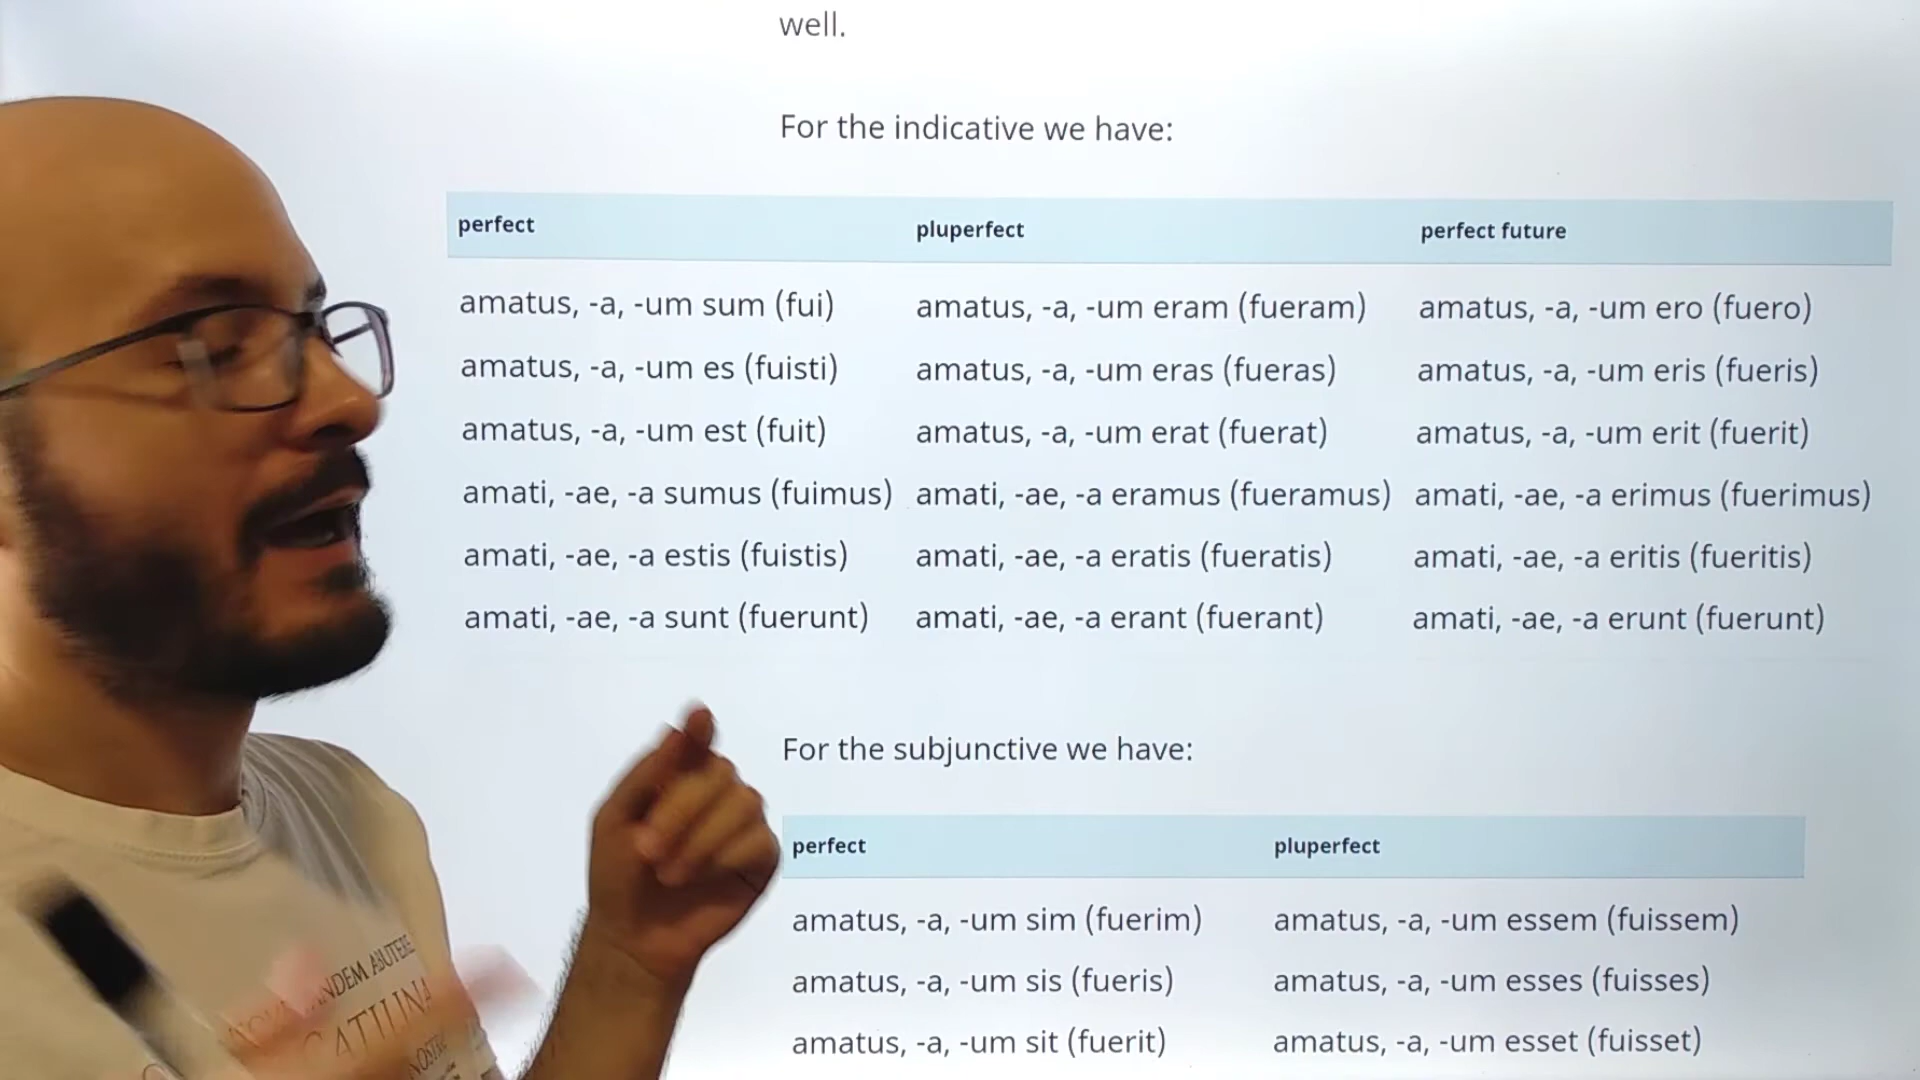 well.
For the indicative we have:
perfect pluperfect perfect future
amatus, -a, -um sum (fui) amatus, -a, -um eram (fueram) amatus, -a, -um ero (fuero)
amatus, -a, -um es (fuisti) amatus, -a, -um eras (fueras) amatus, -a, -um eris (fueris)
amatus, -a, -um est (fuit) amatus, -a, -um erat (fuerat) amatus, -a, -um erit (fuerit)
amati, -ae, -a sumus (fuimus) amati, -ae, -a eramus (fueramus) amati, -ae, -a erimus (fuerimus)
amati, -ae, -a estis (fuistis) amati, -ae, -a eratis (fueratis) amati, -ae, -a eritis (fueritis)
amati, -ae, -a sunt (fuerunt) amati, -ae, -a erant (fuerant) amati, -ae, -a erunt (fuerunt)
For the subjunctive we have:
perfect pluperfect
amatus, -a, -um sim (fuerim) amatus, -a, -um essem (fuissem)
amatus, -a, -um sis (fueris) amatus, -a, -um esses (fuisses)
amatus, -a, -um sit (fuerit) amatus, -a, -um esset (fuisset)
ABUTERE
CATILINA